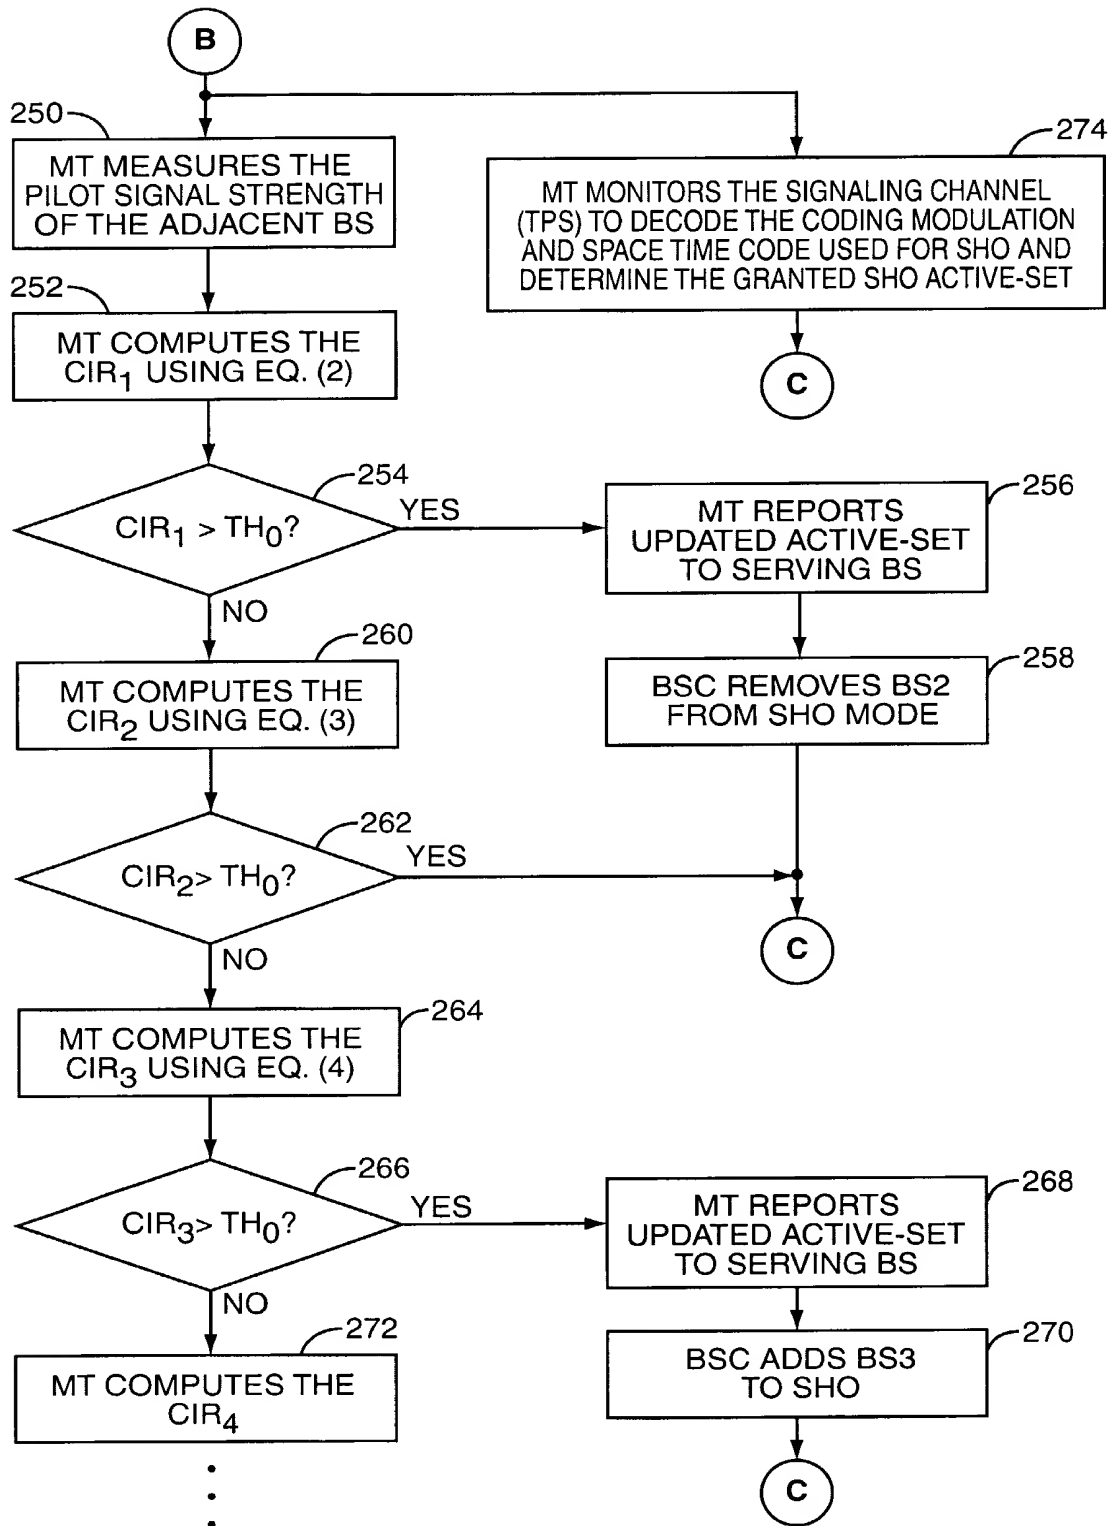 B
250
MT MEASURES THE
PILOT SIGNAL STRENGTH
OF THE ADJACENT BS
274
MT MONITORS THE SIGNALING CHANNEL
(TPS) TO DECODE THE CODING MODULATION
AND SPACE TIME CODE USED FOR SHO AND
DETERMINE THE GRANTED SHO ACTIVE-SET
C
252
MT COMPUTES THE
CIR1 USING EQ. (2)
254
CIR1 > TH0?
YES
NO
256
MT REPORTS
UPDATED ACTIVE-SET
TO SERVING BS
258
BSC REMOVES BS2
FROM SHO MODE
260
MT COMPUTES THE
CIR2 USING EQ. (3)
262
CIR2> TH0?
YES
NO
C
264
MT COMPUTES THE
CIR3 USING EQ. (4)
266
CIR3> TH0?
YES
NO
268
MT REPORTS
UPDATED ACTIVE-SET
TO SERVING BS
270
BSC ADDS BS3
TO SHO
C
272
MT COMPUTES THE
CIR4